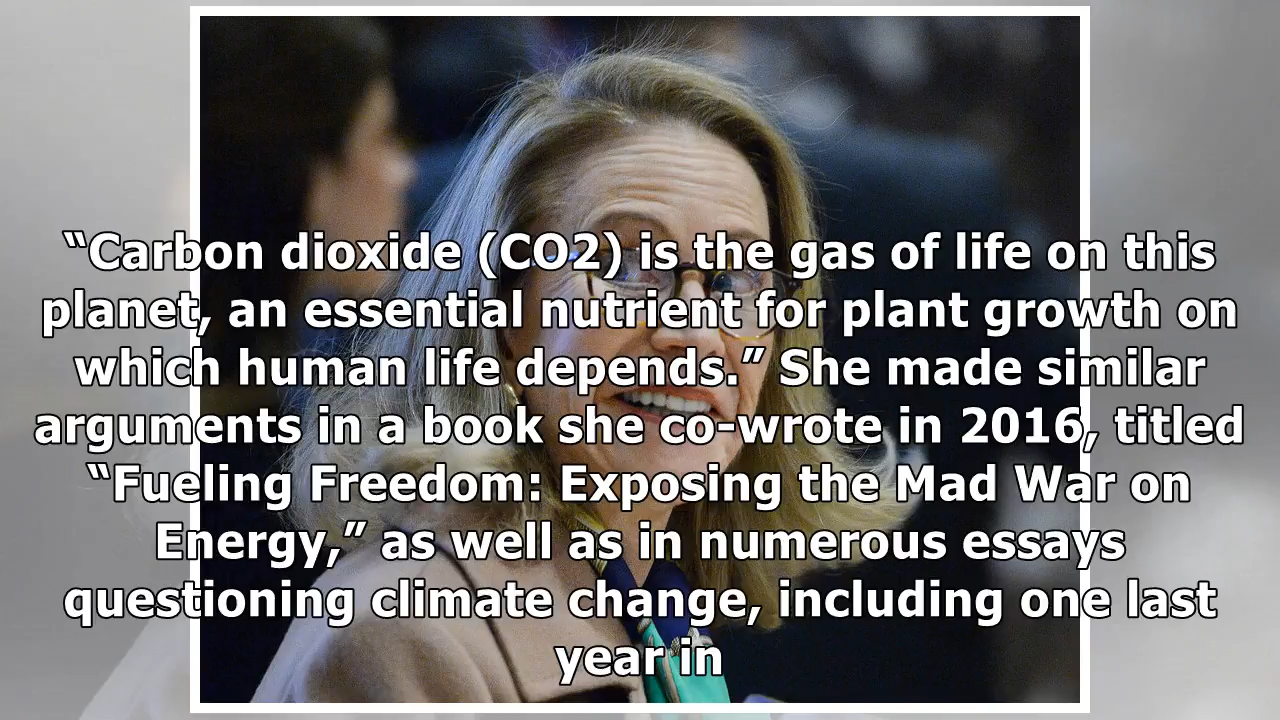 “Carbon dioxide (CO2) is the gas of life on this
planet, an essential nutrient for plant growth on
which human life depends.” She made similar
arguments in a book she co-wrote in 2016, titled
“Fueling Freedom: Exposing the Mad War on
Energy,” as well as in numerous essays
questioning climate change, including one last
year in